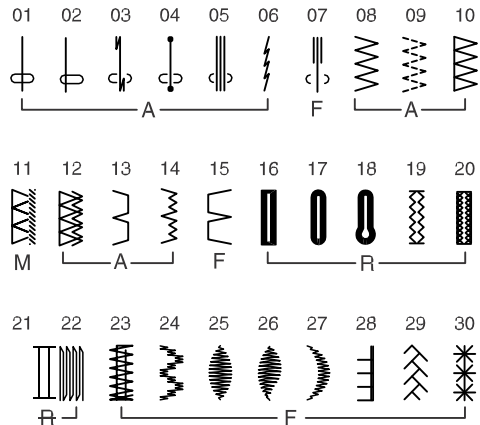 01 02 03 04 05 06 07 08 09 10
A F A
11 12 13 14 15 16 17 18 19 20
M A F R
21 22 23 24 25 26 27 28 29 30
R F